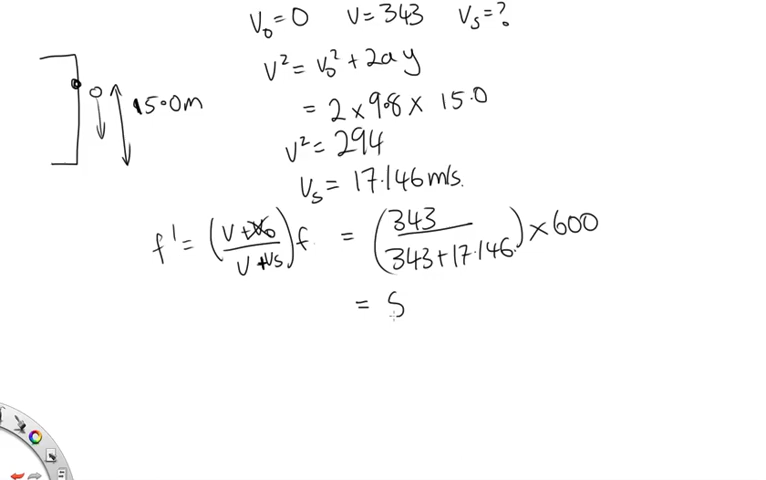 V₀ = 0 V = 343 Vₛ = ?
V² = V₀² + 2ay
15.0m
= 2 × 9.8 × 15.0
V² = 294
Vₛ = 17.146 m/s.
f' = (V + V₀ / V + Vₛ) f = (343 / 343 + 17.146) × 600
= 5